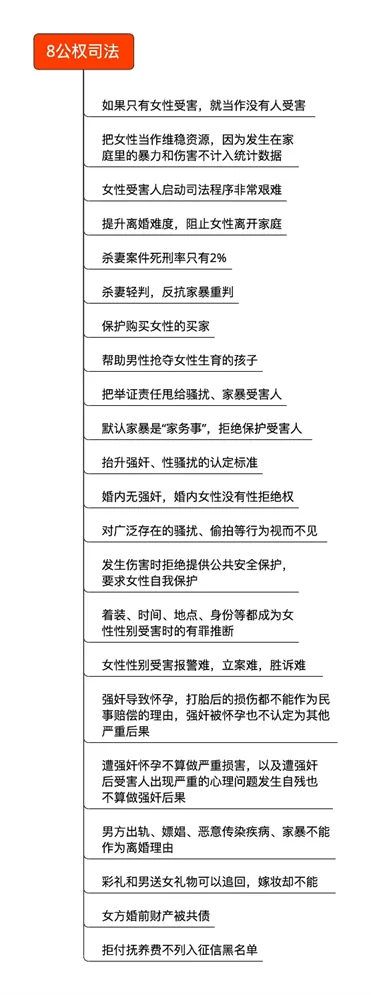 8公权司法
如果只有女性受害，就当作没有人受害
把女性当作维稳资源，因为发生在家
庭里的暴力和伤害不计入统计数据
女性受害人启动司法程序非常艰难
提升离婚难度，阻止女性离开家庭
杀妻案件死刑率只有2%
杀妻轻判，反抗家暴重判
保护购买女性的买家
帮助男性抢夺女性生育的孩子
把举证责任甩给骚扰、家暴受害人
默认家暴是“家务事”，拒绝保护受害人
抬升强奸、性骚扰的认定标准
婚内无强奸，婚内女性没有性拒绝权
对广泛存在的骚扰、偷拍等行为视而不见
发生伤害时拒绝提供公共安全保护，
要求女性自我保护
着装、时间、地点、身份等都成为女
性性别受害时的有罪推断
女性性别受害报警难，立案难，胜诉难
强奸导致怀孕，打胎后的损伤都不能作为民
事赔偿的理由，强奸被怀孕也不认定为其他
严重后果
遭强奸怀孕不算做严重损害，以及遭强奸
后受害人出现严重的心理问题发生自残也
不算做强奸后果
男方出轨、嫖娼、恶意传染疾病、家暴不能
作为离婚理由
彩礼和男送女礼物可以追回，嫁妆却不能
女方婚前财产被共债
拒付抚养费不列入征信黑名单